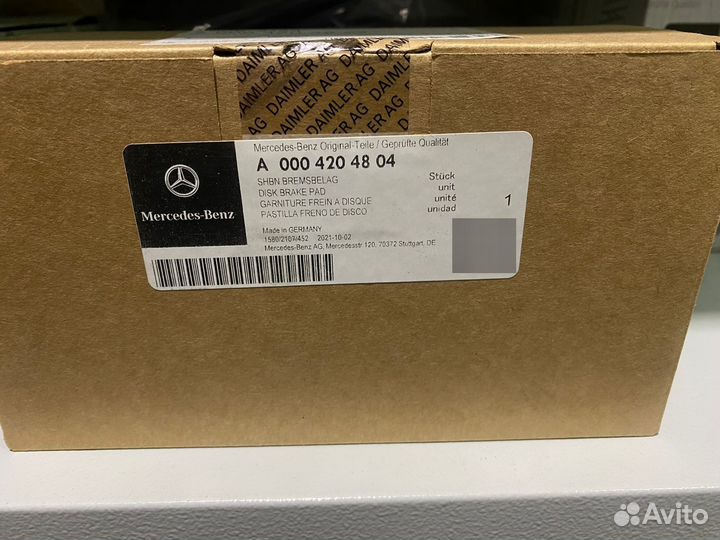 DAIMLER AG DAIMLER AG DAIMLER AG
Mercedes-Benz Original-Teile / Geprüfte Qualität
A 000 420 48 04
SHBN BREMSBELAG
DISK BRAKE PAD
GARNITURE FREIN A DISQUE
PASTILLA FRENO DE DISCO
Stück
unit
unité
unidad
1
Mercedes-Benz
Made in GERMANY
1580/2107/452 2021-10-02
Mercedes-Benz AG, Mercedesstr 120, 70372 Stuttgart, DE
Avito